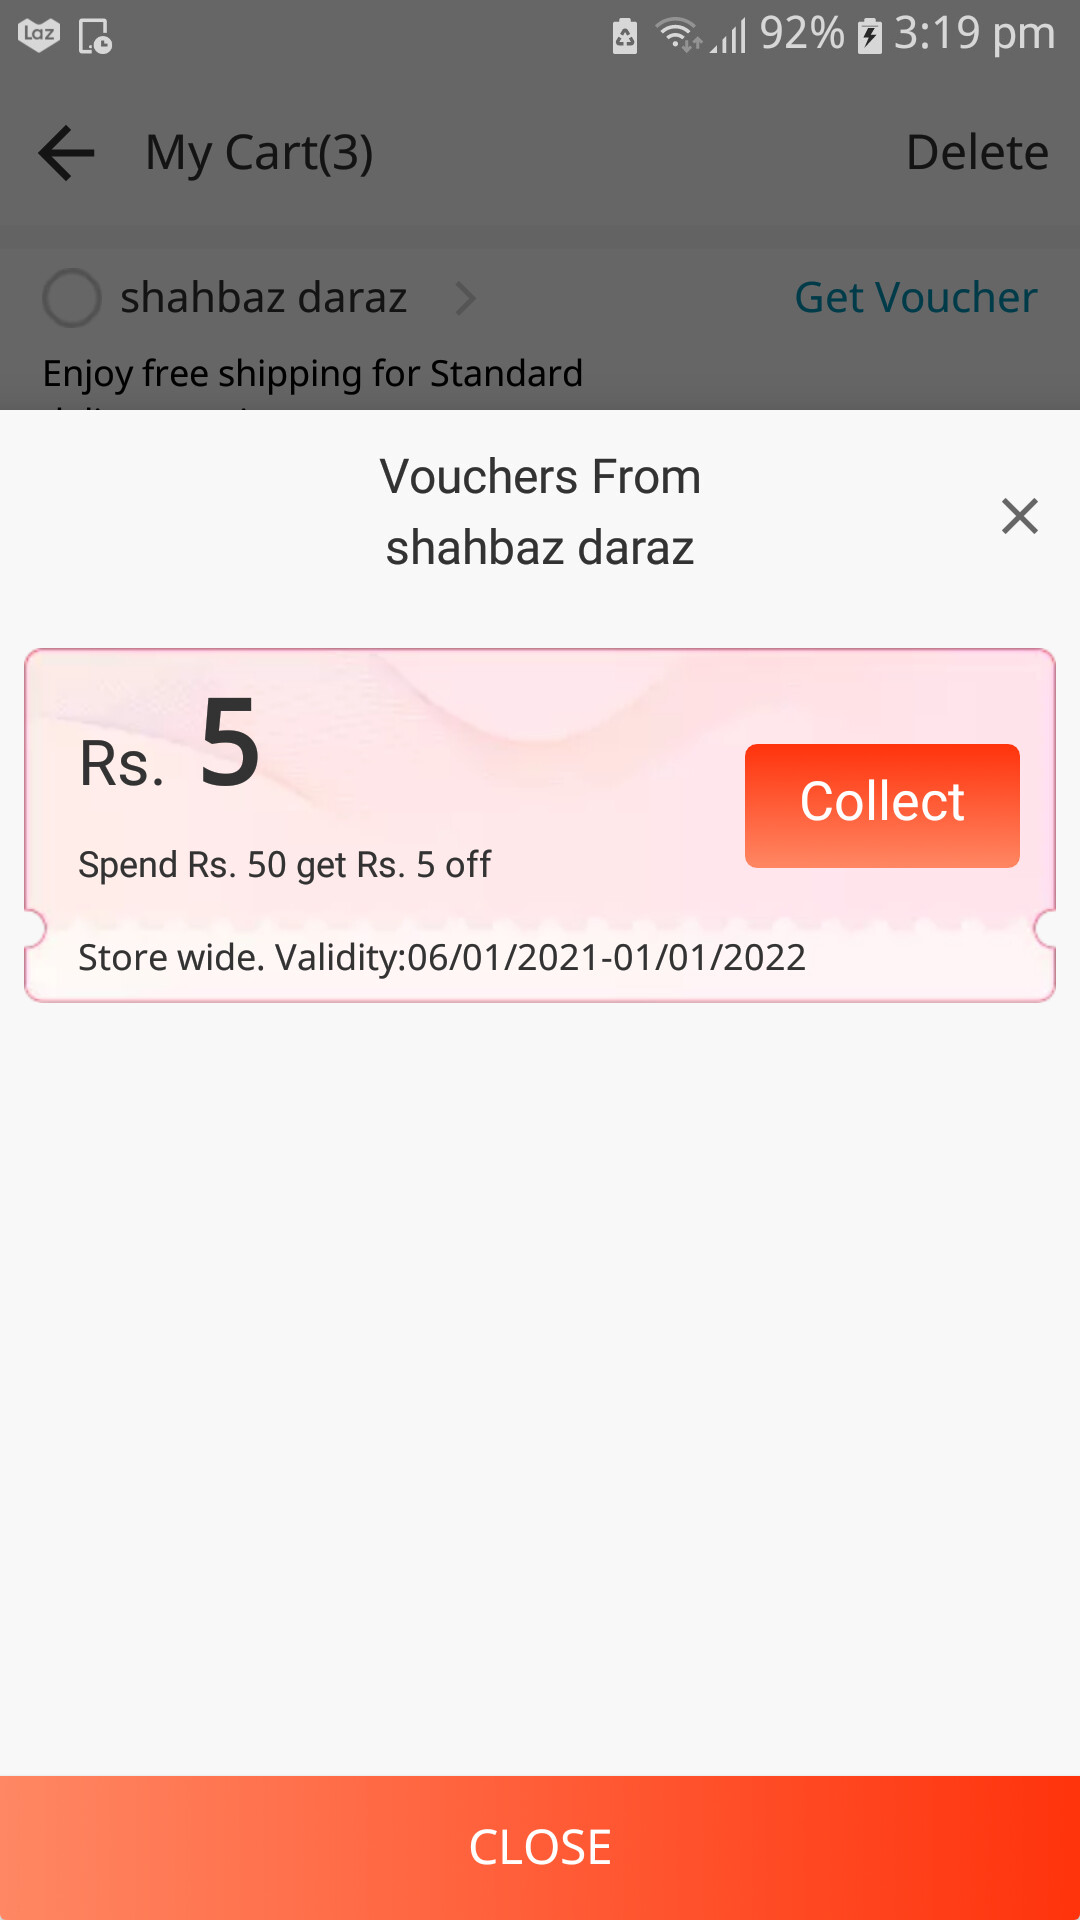 Laz 92% 3:19 pm
My Cart(3) Delete
shahbaz daraz Get Voucher
Enjoy free shipping for Standard
Vouchers From
shahbaz daraz
Rs. 5
Collect
Spend Rs. 50 get Rs. 5 off
Store wide. Validity:06/01/2021-01/01/2022
CLOSE